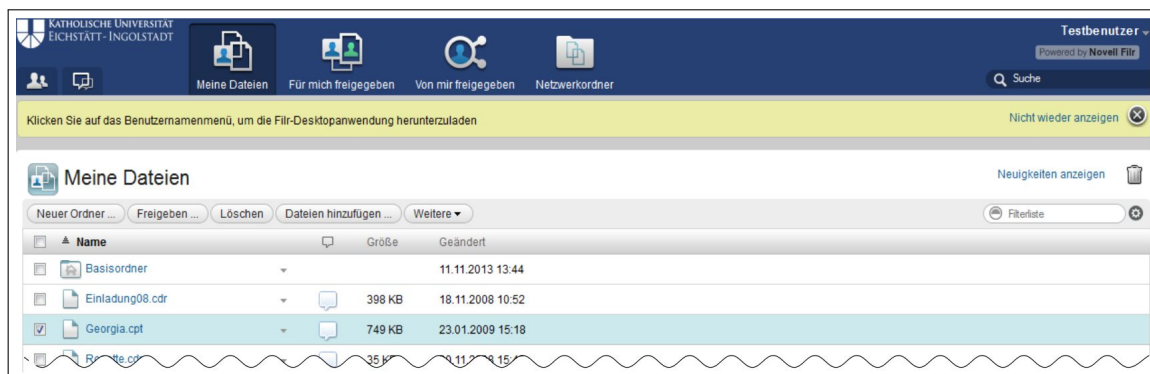 KATHOLISCHE UNIVERSITÄT
EICHSTÄTT-INGOLSTADT
Testbenutzer
Powered by Novell Filr
Meine Dateien Für mich freigegeben Von mir freigegeben Netzwerkordner
Suche
Klicken Sie auf das Benutzernamenmenü, um die Filr-Desktopanwendung herunterzuladen Nicht wieder anzeigen
Meine Dateien Neuigkeiten anzeigen
Neuer Ordner ... Freigeben ... Löschen Dateien hinzufügen ... Weitere Filterliste
Name Größe Geändert
Basisordner 11.11.2013 13:44
Einladung08.cdr 398 KB 18.11.2008 10:52
Georgia.cpt 749 KB 23.01.2009 15:18